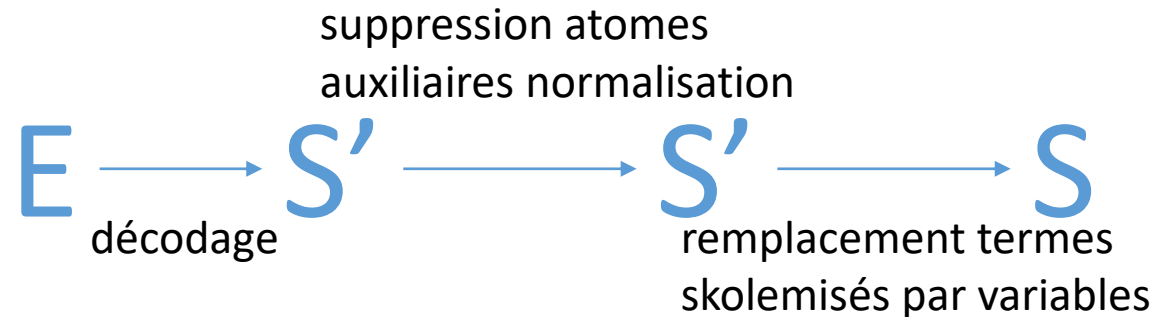 suppression atomes
auxiliaires normalisation
E S’ S’ S
décodage
remplacement termes
skolemisés par variables